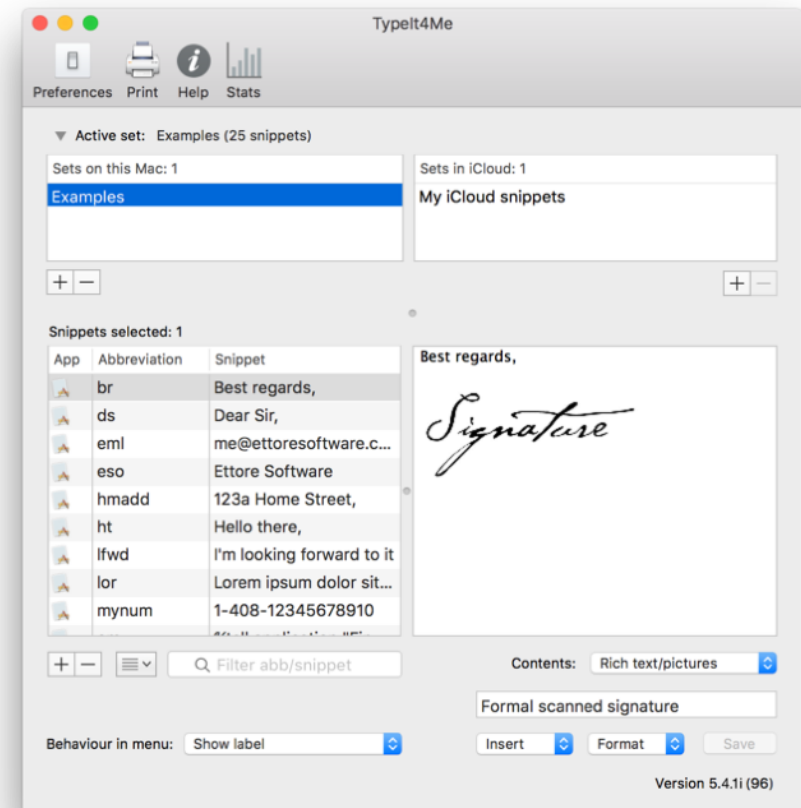 TypeIt4Me
Preferences Print Help Stats
Active set: Examples (25 snippets)
Sets on this Mac: 1
Examples
Sets in iCloud: 1
My iCloud snippets
Snippets selected: 1
App Abbreviation Snippet
br Best regards,
ds Dear Sir,
eml me@ettoresoftware.c...
eso Ettore Software
hmadd 123a Home Street,
ht Hello there,
lfwd I'm looking forward to it
lor Lorem ipsum dolor sit...
mynum 1-408-12345678910
Best regards,
Signature
Filter abb/snippet
Contents: Rich text/pictures
Formal scanned signature
Behaviour in menu: Show label
Insert Format Save
Version 5.4.1i (96)